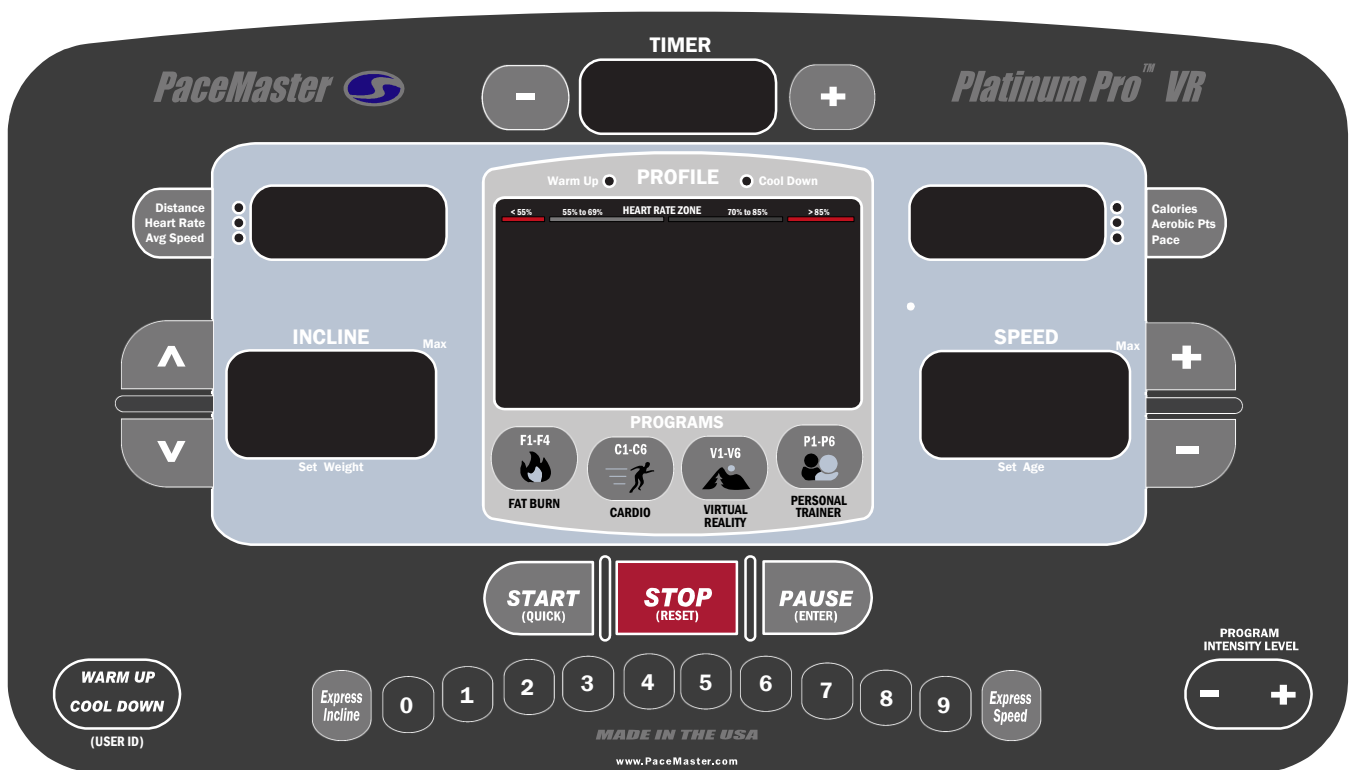 TIMER
PaceMaster
Platinum Pro™ VR
-
+
Warm Up
PROFILE
Cool Down
< 55%
55% to 69%
HEART RATE ZONE
70% to 85%
> 85%
Distance
Heart Rate
Avg Speed
Calories
Aerobic Pts
Pace
INCLINE
Max
Set Weight
SPEED
Max
+
-
Set Age
PROGRAMS
F1-F4
FAT BURN
C1-C6
CARDIO
V1-V6
VIRTUAL
REALITY
P1-P6
PERSONAL
TRAINER
START
(QUICK)
STOP
(RESET)
PAUSE
(ENTER)
WARM UP
COOL DOWN
(USER ID)
Express
Incline
0 1 2 3 4 5 6 7 8 9
Express
Speed
PROGRAM
INTENSITY LEVEL
- +
MADE IN THE USA
www.PaceMaster.com